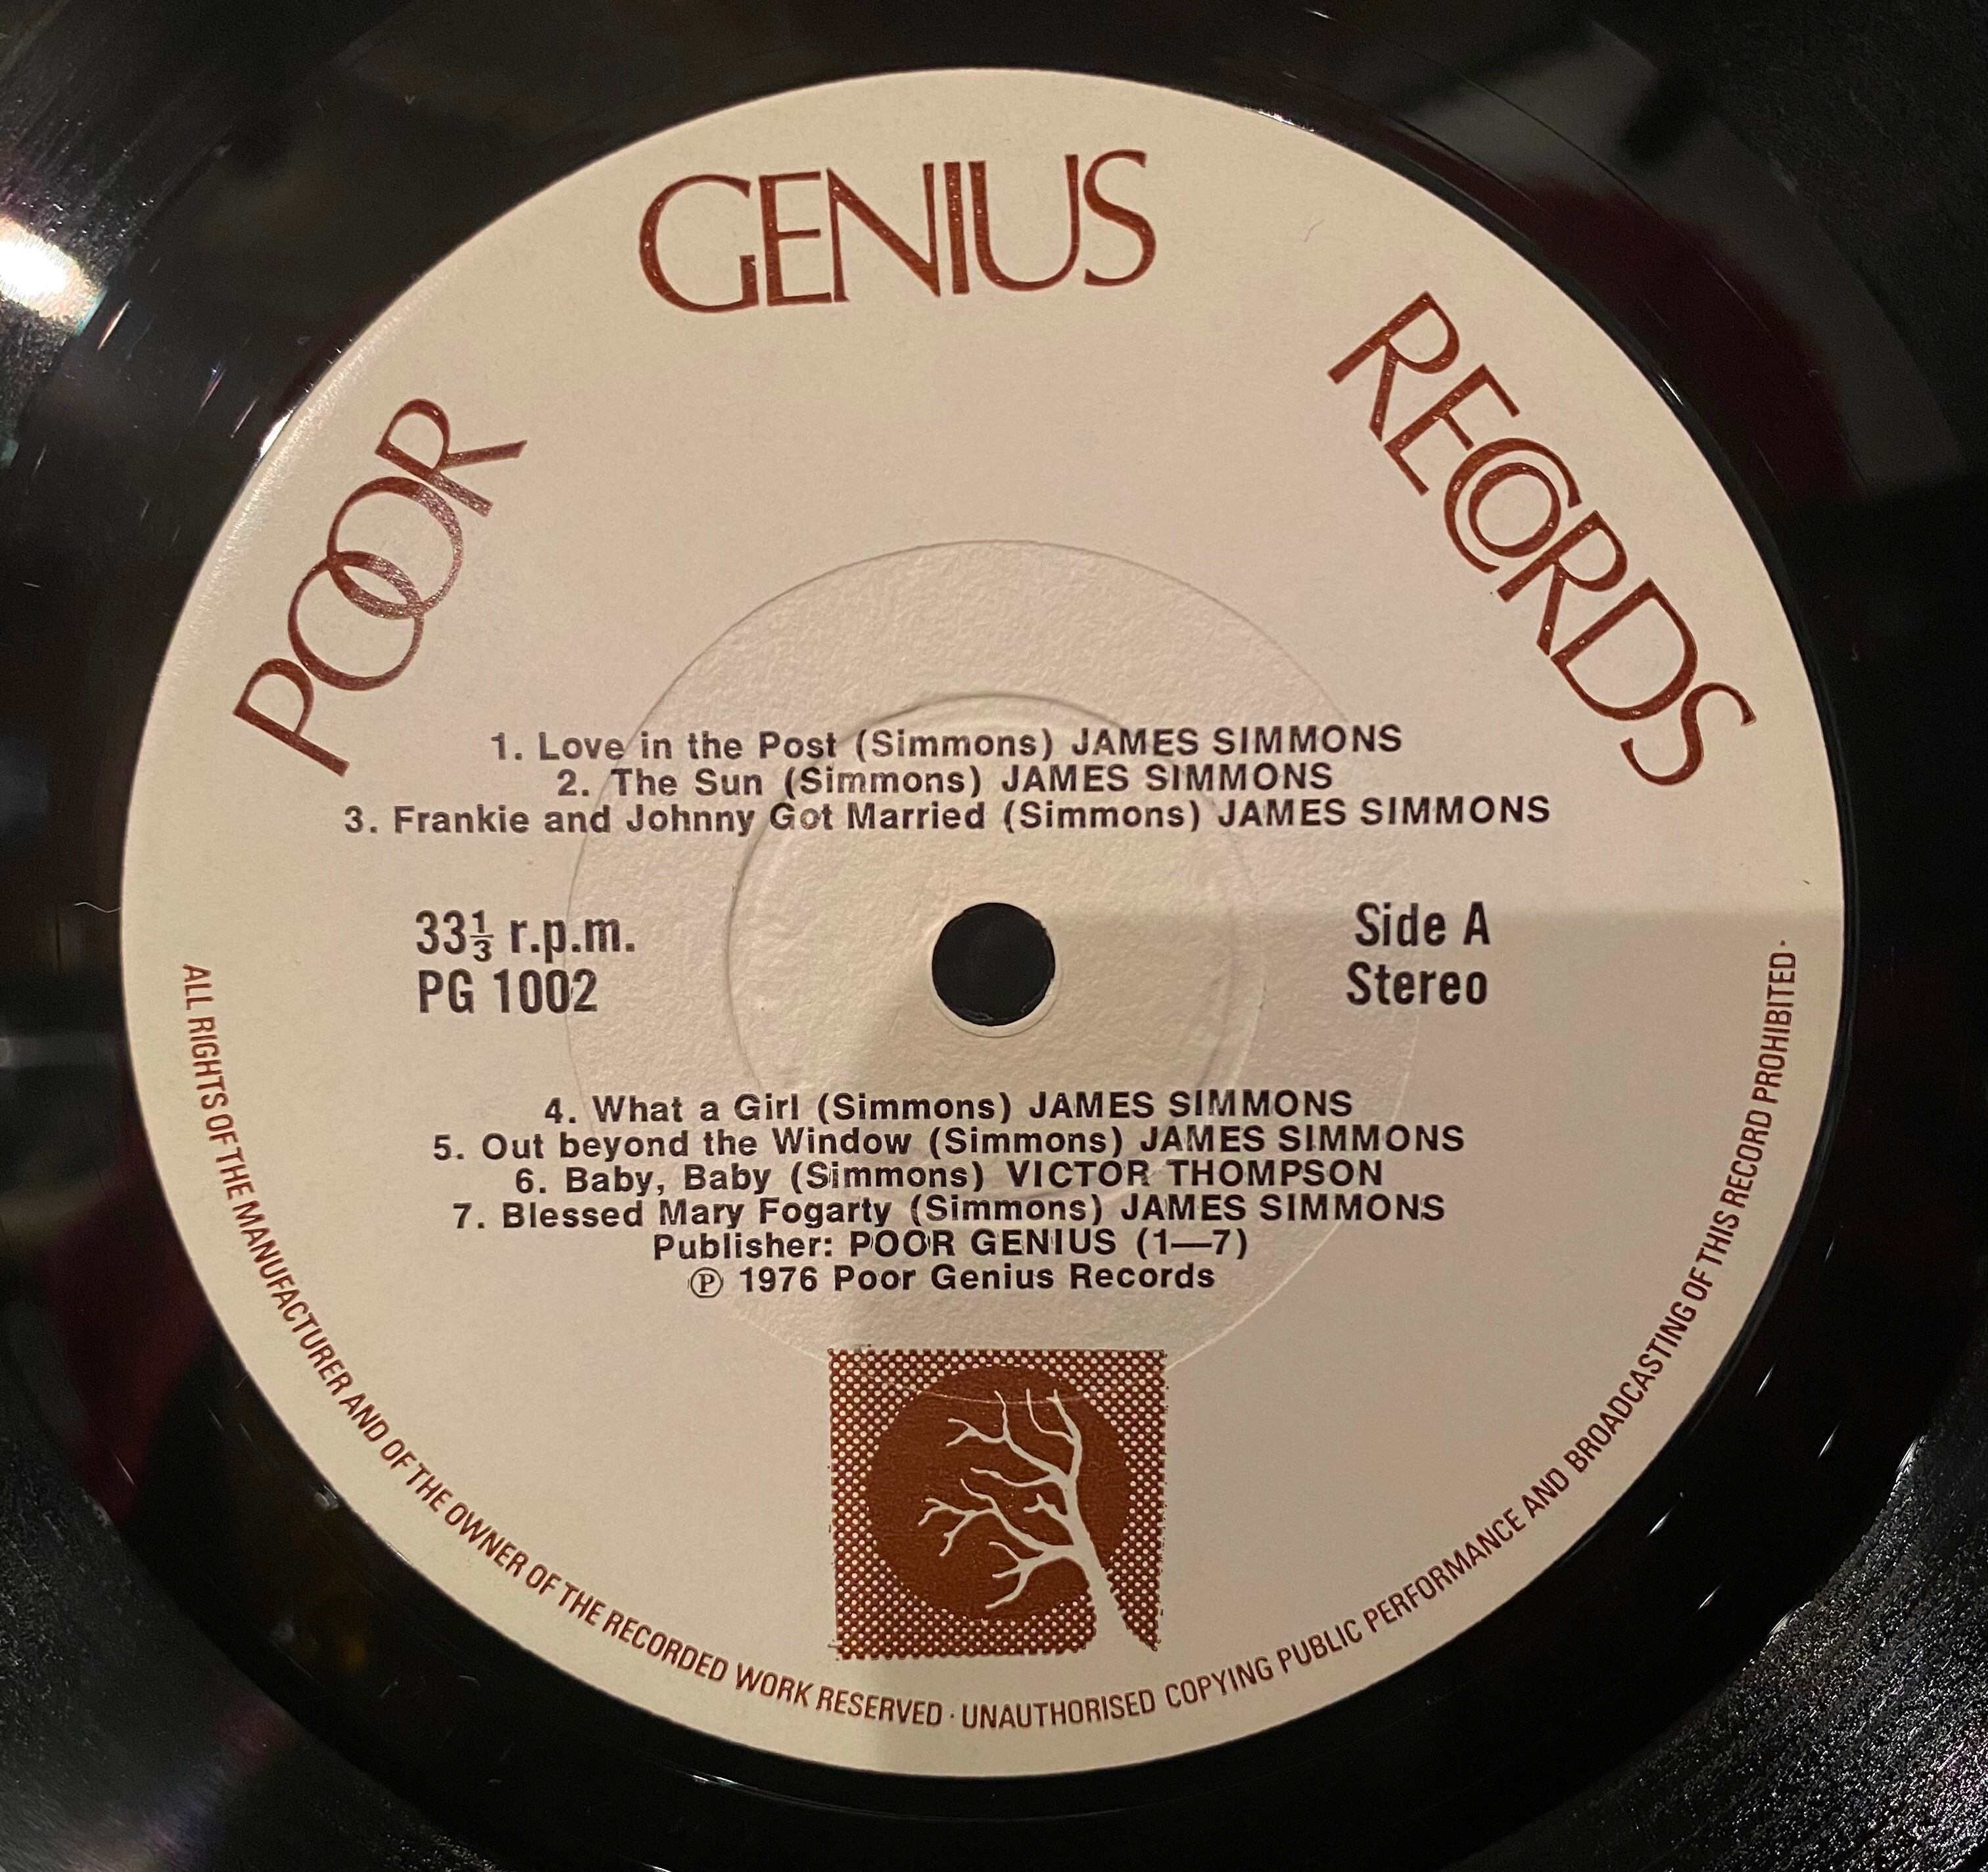 POOR GENIUS RECORDS
1. Love in the Post (Simmons) JAMES SIMMONS
2. The Sun (Simmons) JAMES SIMMONS
3. Frankie and Johnny Got Married (Simmons) JAMES SIMMONS
33⅓ r.p.m.
PG 1002
Side A
Stereo
4. What a Girl (Simmons) JAMES SIMMONS
5. Out beyond the Window (Simmons) JAMES SIMMONS
6. Baby, Baby (Simmons) VICTOR THOMPSON
7. Blessed Mary Fogarty (Simmons) JAMES SIMMONS
Publisher: POOR GENIUS (1—7)
℗ 1976 Poor Genius Records
ALL RIGHTS OF THE MANUFACTURER AND OF THE OWNER OF THE RECORDED WORK RESERVED · UNAUTHORISED COPYING PUBLIC PERFORMANCE AND BROADCASTING OF THIS RECORD PROHIBITED ·